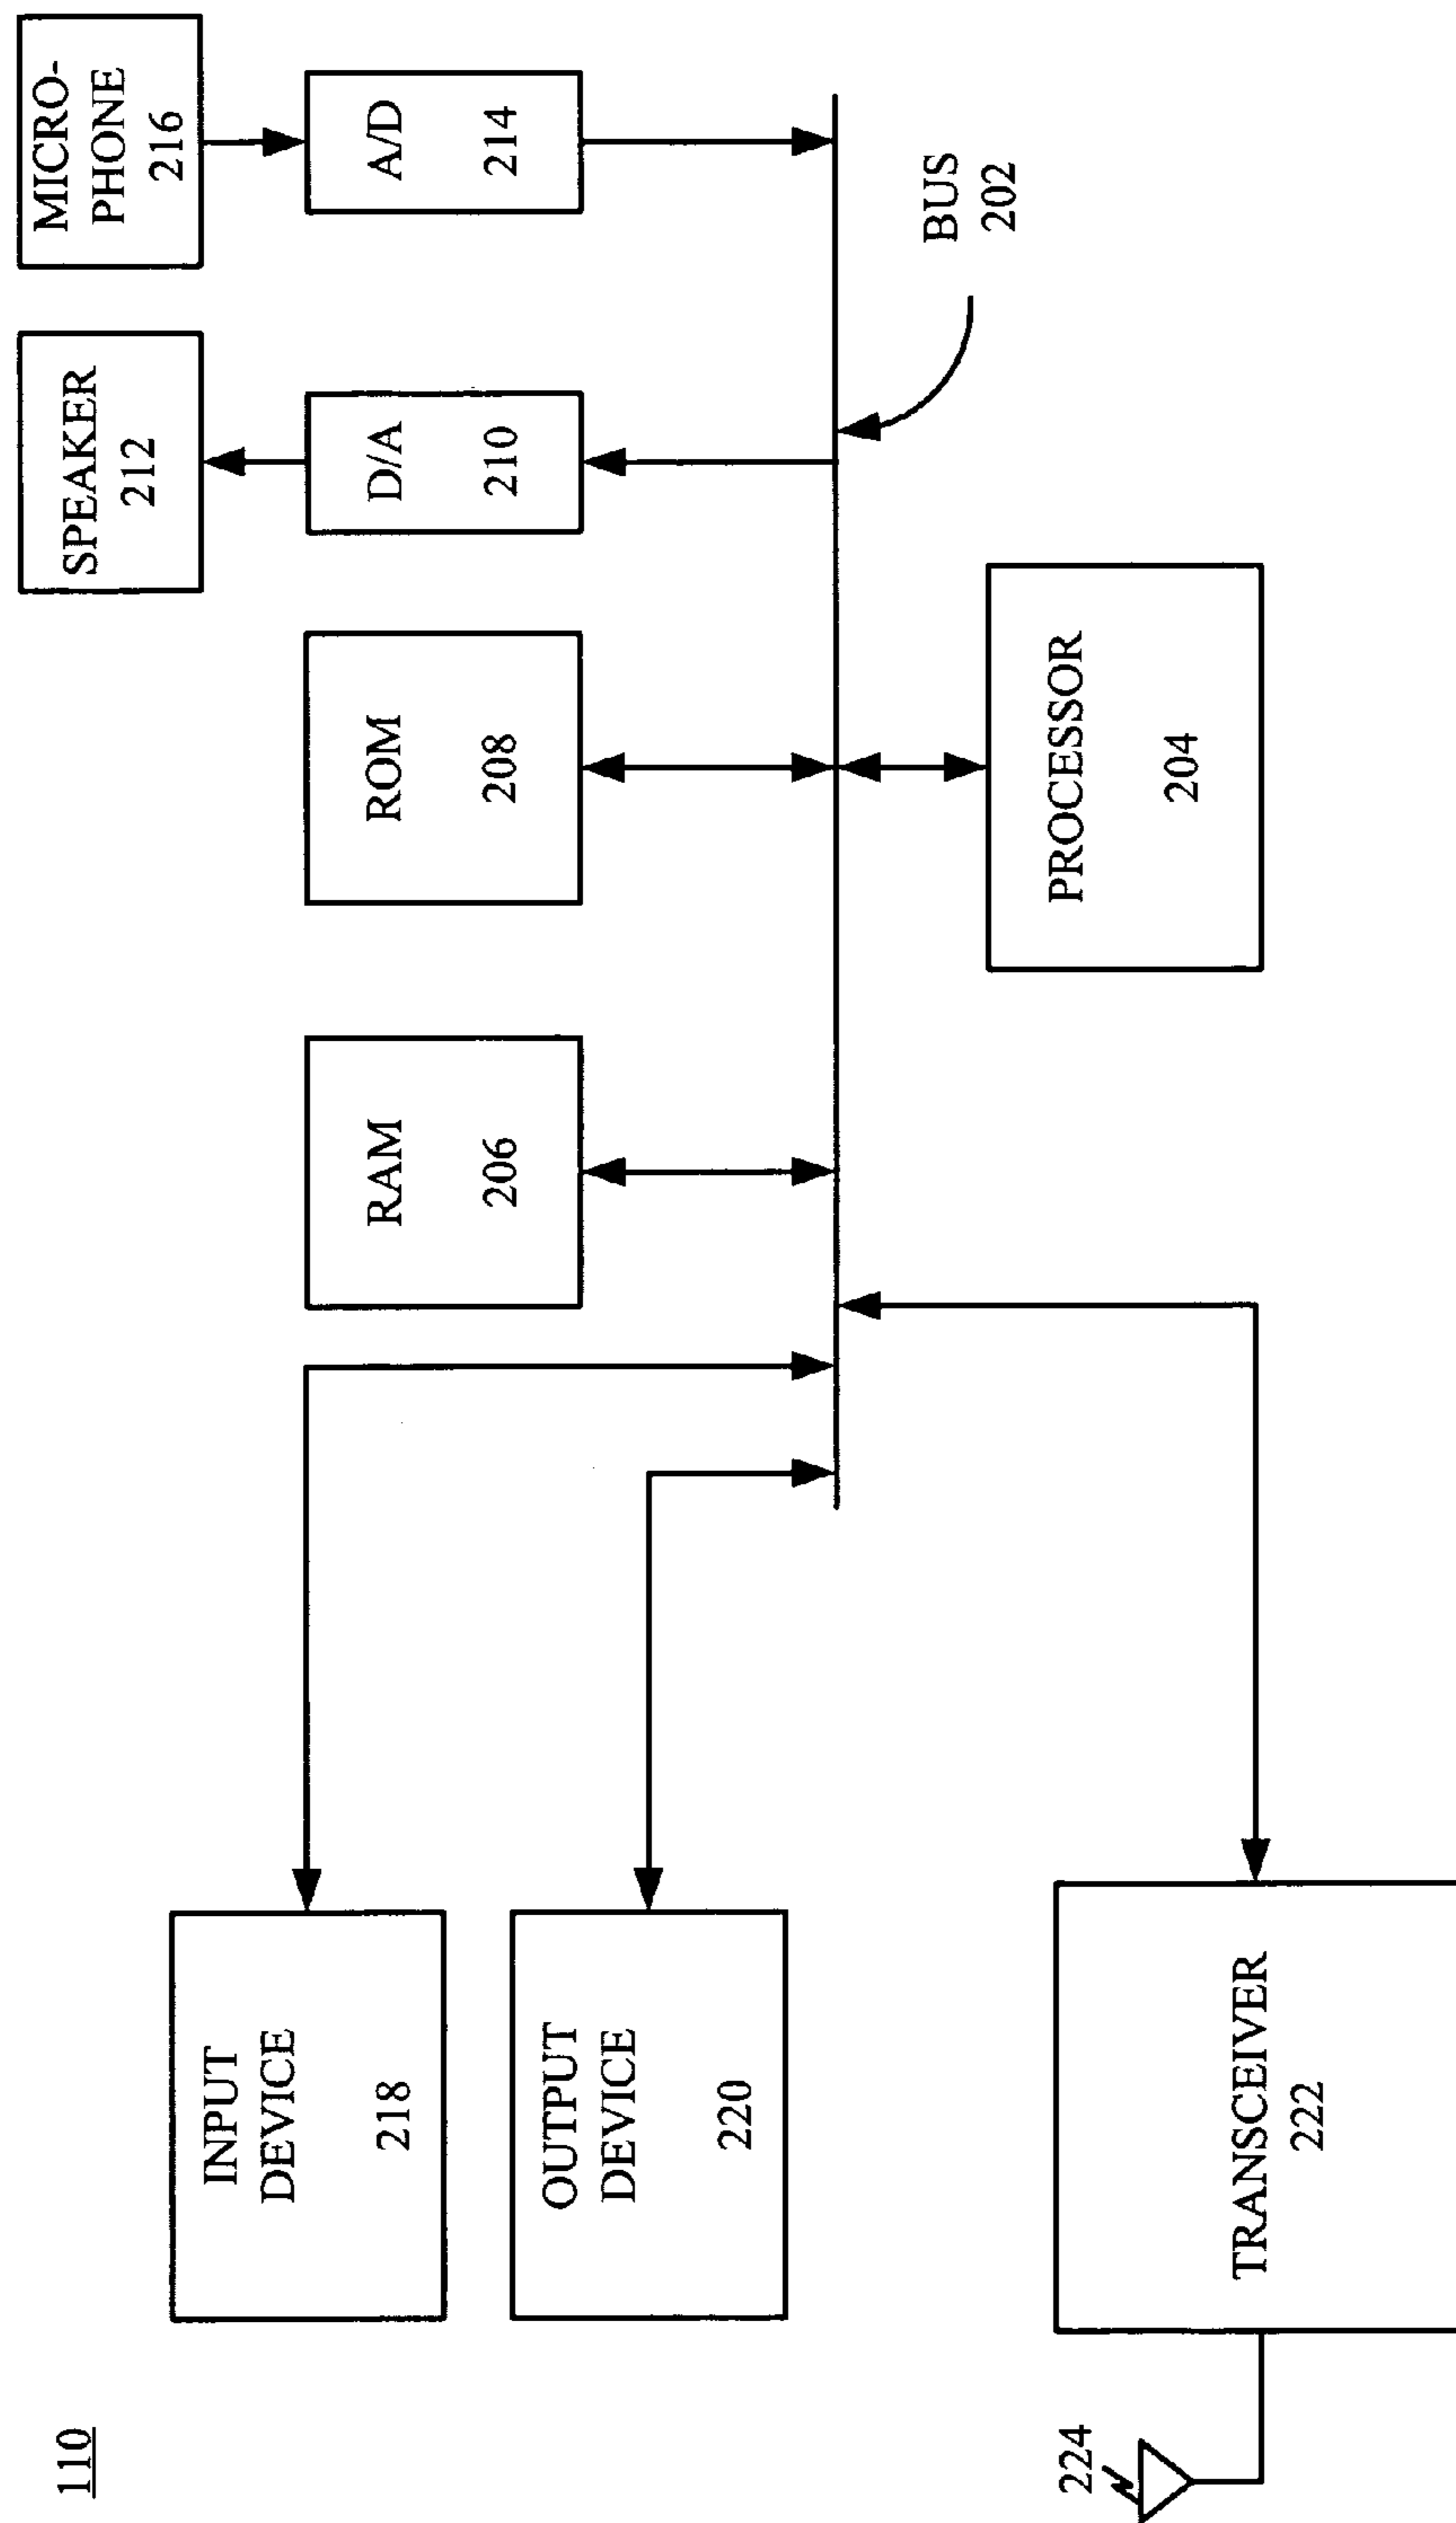 110
MICRO-
PHONE
216
SPEAKER
212
A/D
214
D/A
210
ROM
208
RAM
206
INPUT
DEVICE
218
OUTPUT
DEVICE
220
BUS
202
PROCESSOR
204
TRANSCEIVER
222
224